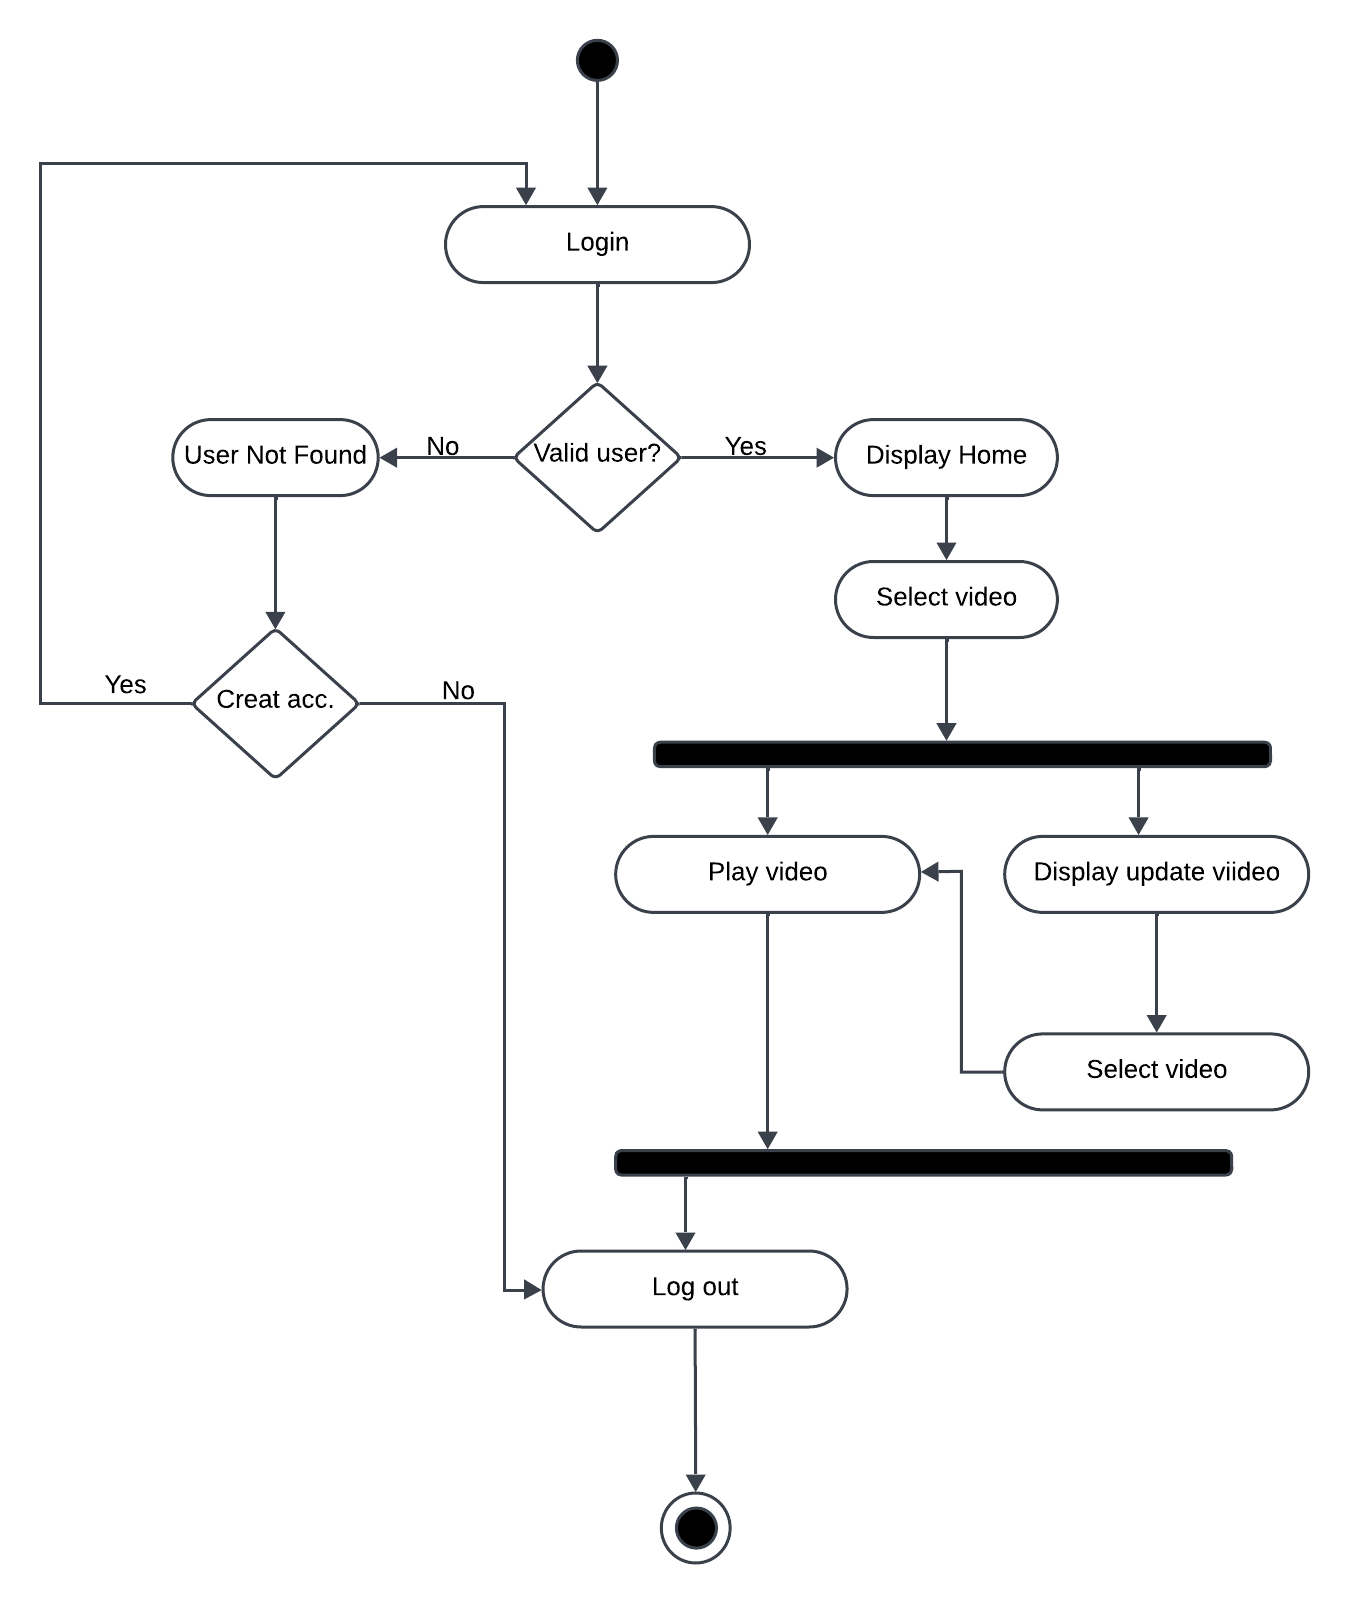 Login
Valid user?
No
Yes
User Not Found
Display Home
Select video
Creat acc.
Yes
No
Play video
Display update viideo
Select video
Log out